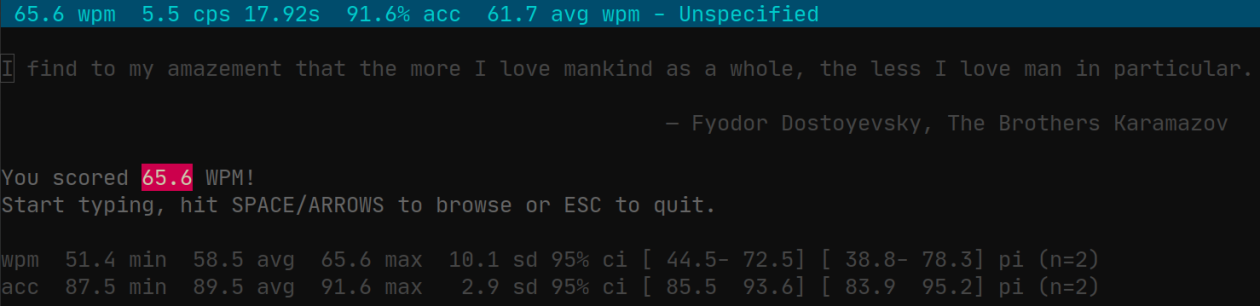 65.6 wpm  5.5 cps 17.92s  91.6% acc  61.7 avg wpm - Unspecified
I find to my amazement that the more I love mankind as a whole, the less I love man in particular.
— Fyodor Dostoyevsky, The Brothers Karamazov
You scored 65.6 WPM!
Start typing, hit SPACE/ARROWS to browse or ESC to quit.
wpm  51.4 min  58.5 avg  65.6 max  10.1 sd 95% ci [ 44.5- 72.5] [ 38.8- 78.3] pi (n=2)
acc  87.5 min  89.5 avg  91.6 max   2.9 sd 95% ci [ 85.5  93.6] [ 83.9  95.2] pi (n=2)